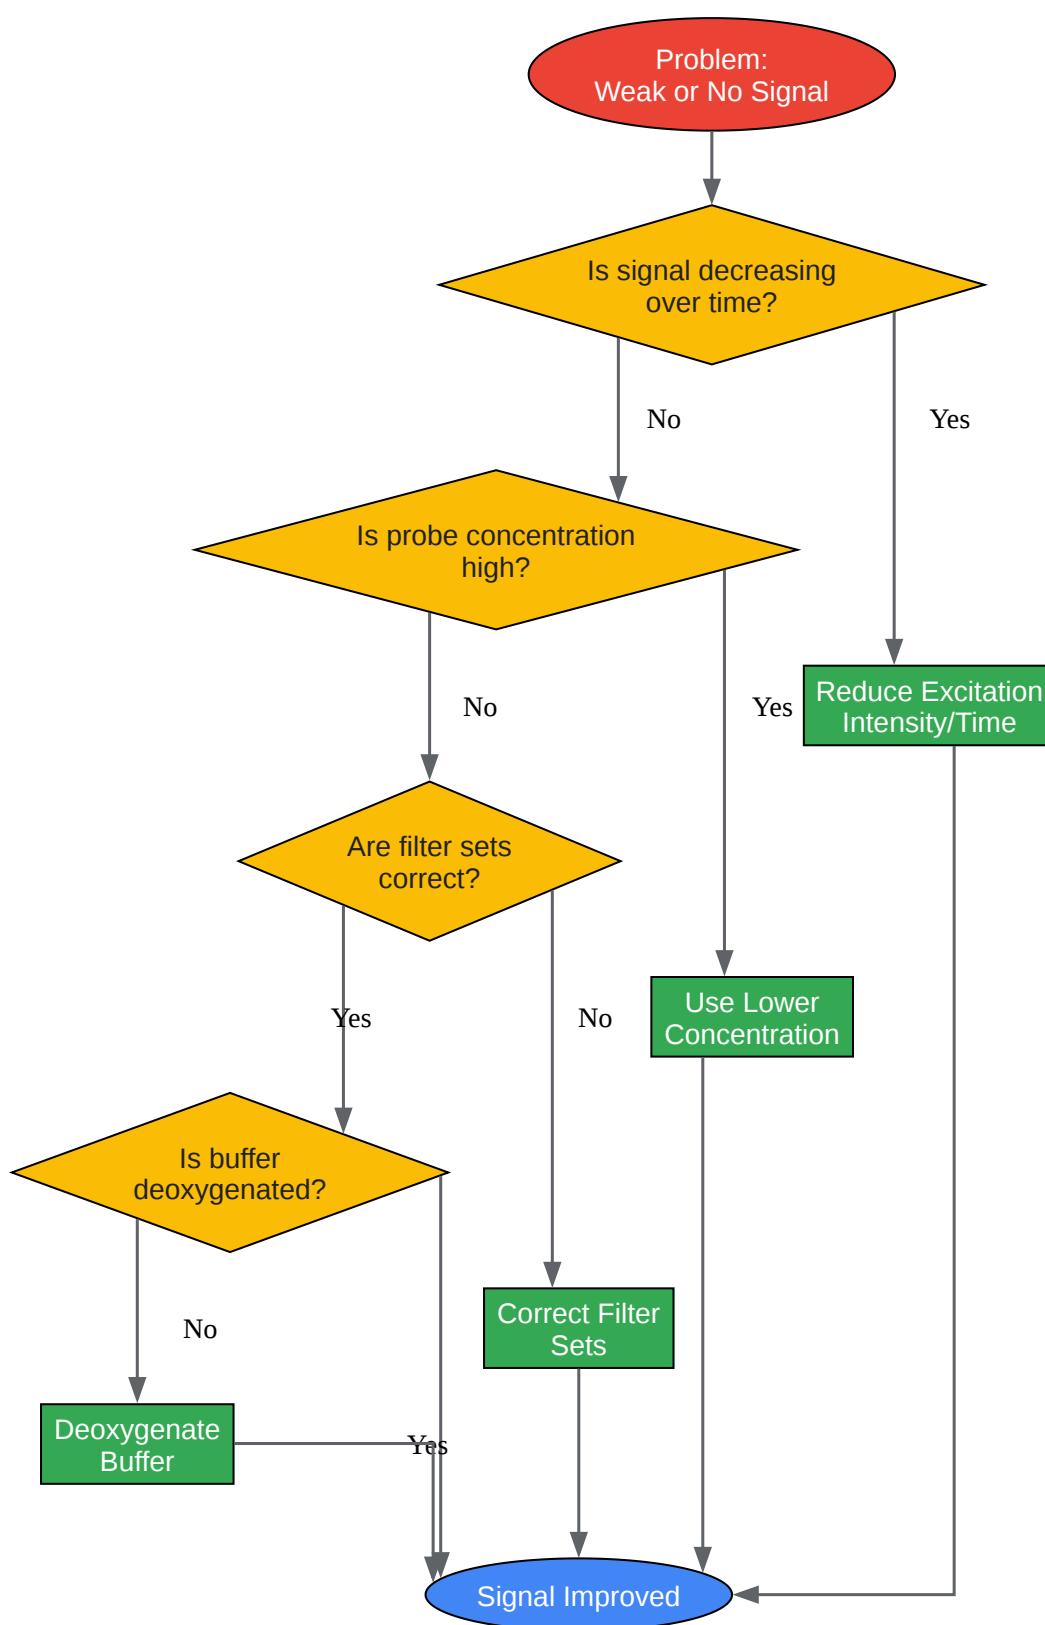 Problem:
Weak or No Signal
Is signal decreasing
over time?
No
Yes
Is probe concentration
high?
Reduce Excitation
Intensity/Time
No
Yes
Are filter sets
correct?
Use Lower
Concentration
Yes
No
Is buffer
deoxygenated?
Correct Filter
Sets
No
Deoxygenate
Buffer
Yes
Signal Improved